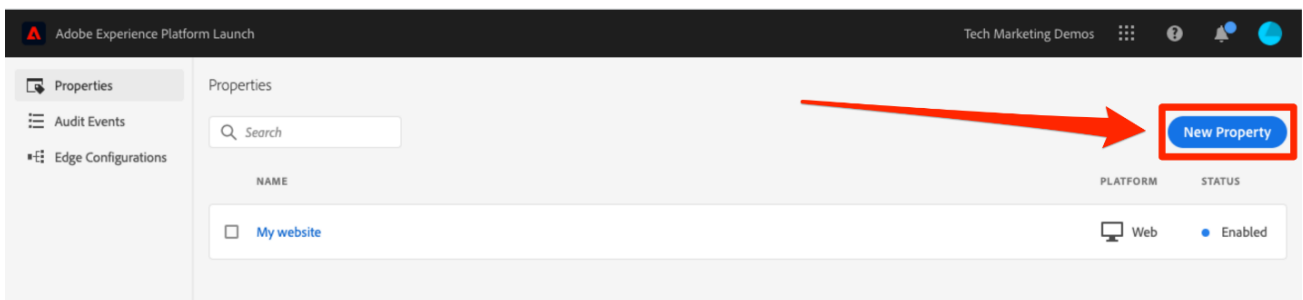 Adobe Experience Platform Launch
Tech Marketing Demos
Properties
Audit Events
Edge Configurations
Properties
Search
New Property
NAME PLATFORM STATUS
My website Web Enabled